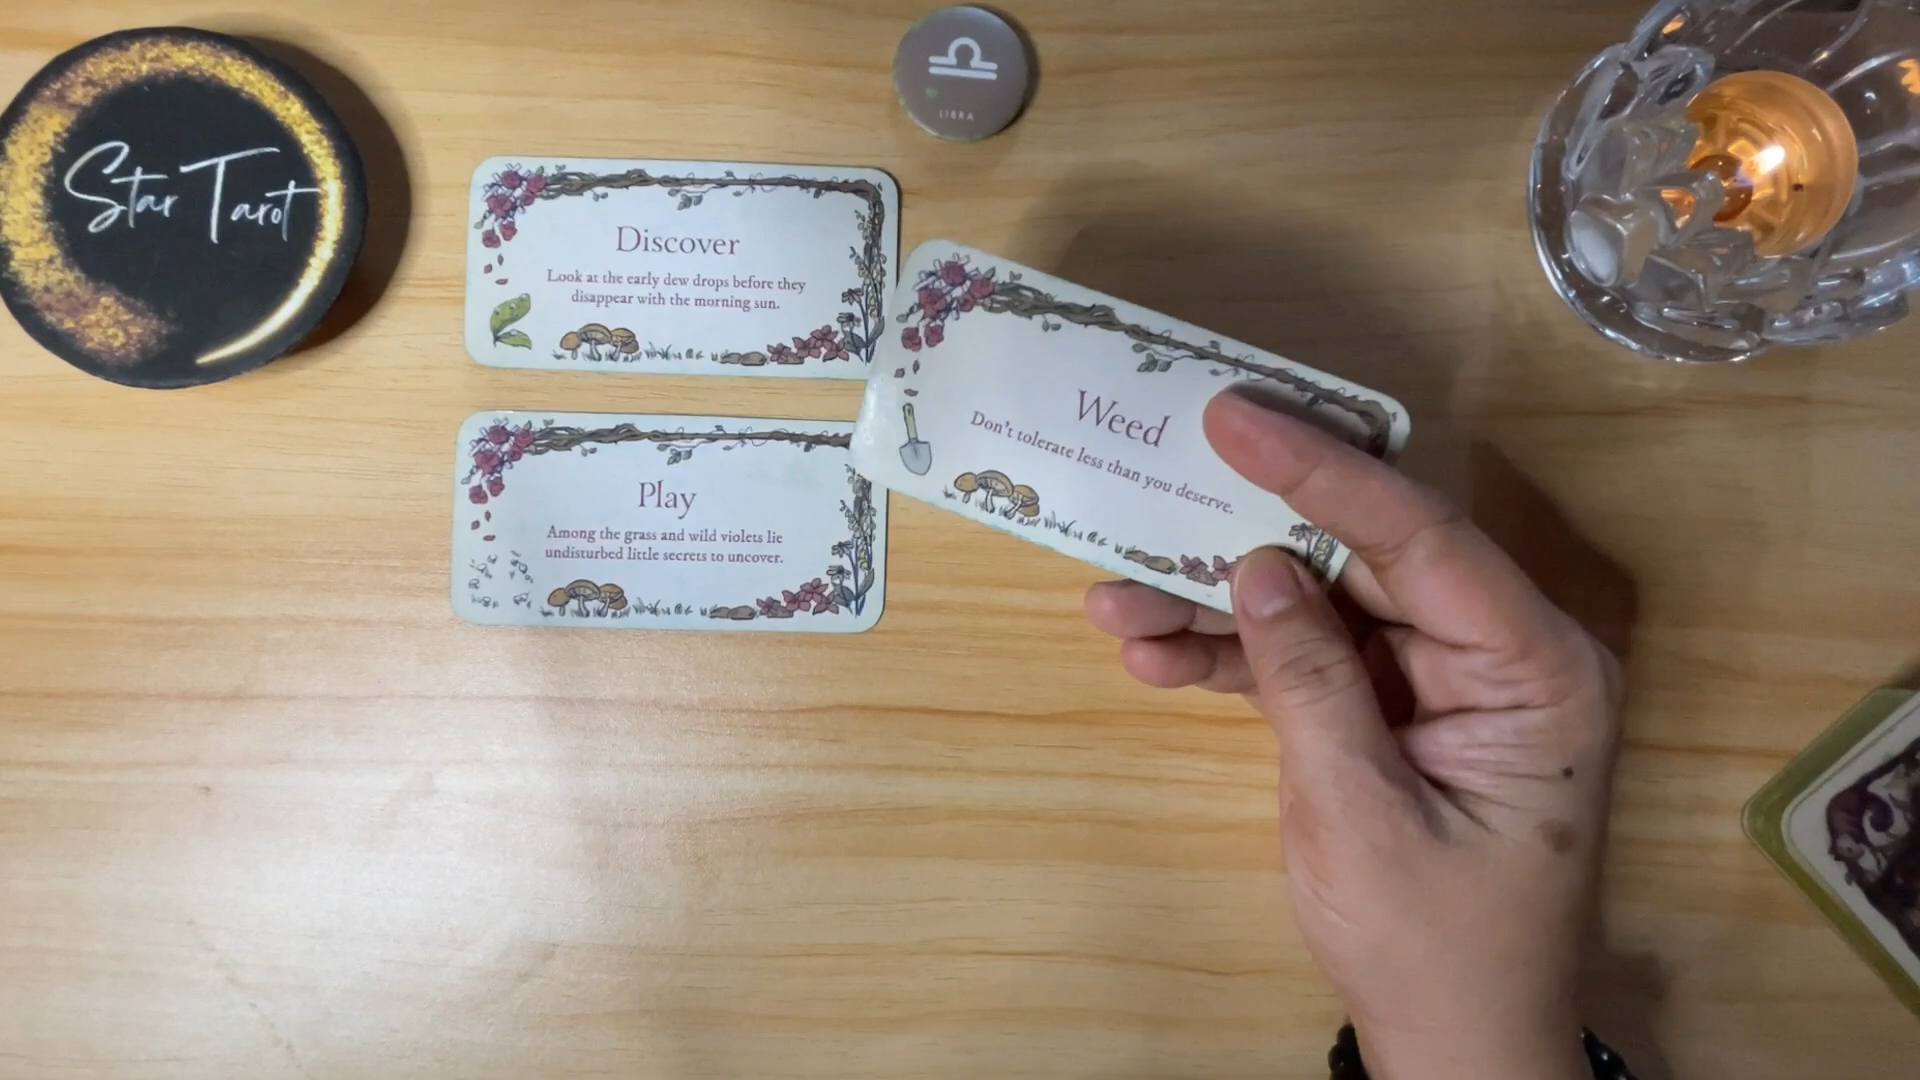 Star Tarot
LIBRA
Discover
Look at the early dew drops before they
disappear with the morning sun.
Weed
Don't tolerate less than you deserve.
Play
Among the grass and wild violets lie
undisturbed little secrets to uncover.